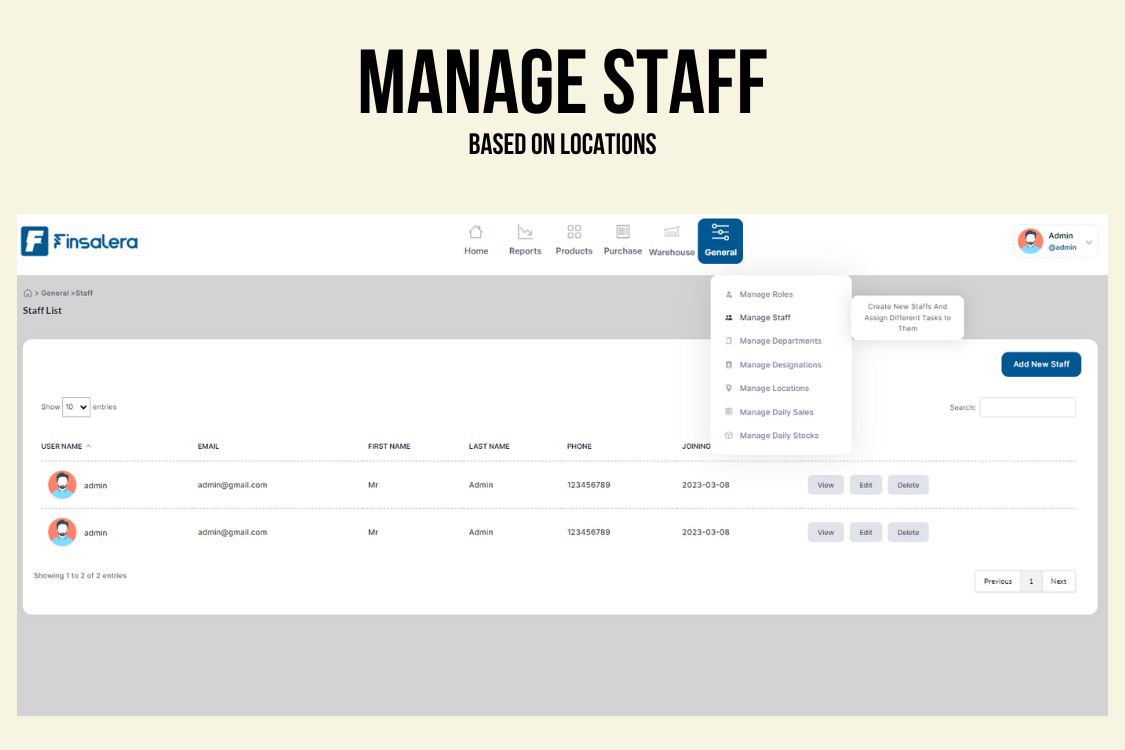 MANAGE STAFF
BASED ON LOCATIONS
F Finsalera
Home Reports Products Purchase Warehouse General
Admin
@admin
> General >Staff
Staff List
Manage Roles
Manage Staff
Manage Departments
Manage Designations
Manage Locations
Manage Daily Sales
Manage Daily Stocks
Create New Staffs And
Assign Different Tasks to
Them
Add New Staff
Show 10 entries
Search:
USER NAME EMAIL FIRST NAME LAST NAME PHONE JOINING
admin admin@gmail.com Mr Admin 123456789 2023-03-08 View Edit Delete
admin admin@gmail.com Mr Admin 123456789 2023-03-08 View Edit Delete
Showing 1 to 2 of 2 entries
Previous 1 Next